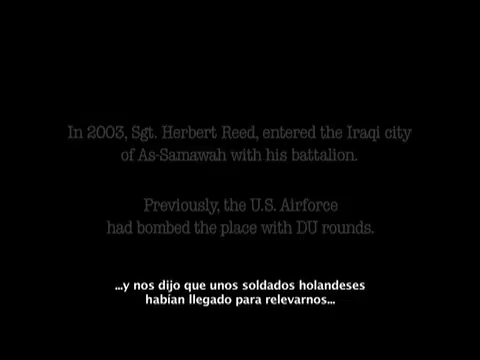 In 2003, Sgt. Herbert Reed, entered the Iraqi city
of As-Samawah with his battalion.
Previously, the U.S. Airforce
had bombed the place with DU rounds.
...y nos dijo que unos soldados holandeses
habían llegado para relevarnos...